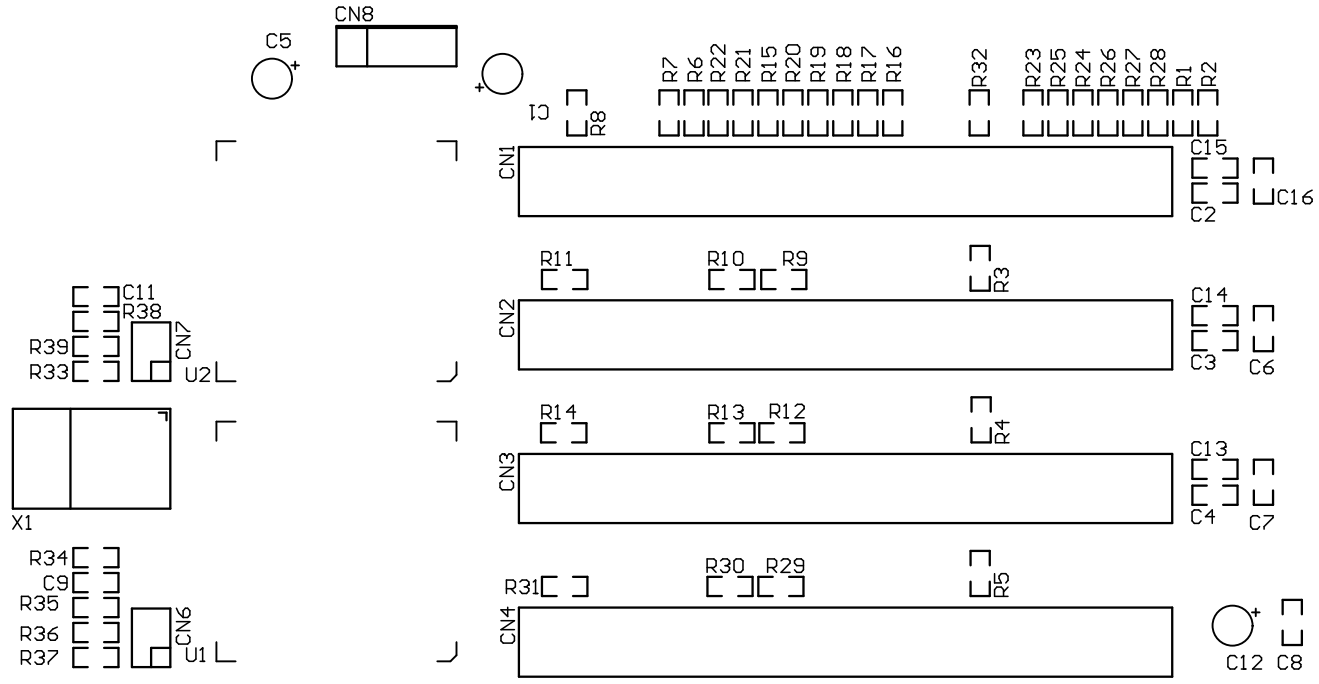 CN8
C5
+
+
C1
R8
R7
R6
R22
R21
R15
R20
R19
R18
R17
R16
R32
R23
R25
R24
R26
R27
R28
R1
R2
CN1
C15
C2
C16
R11
R10
R9
R3
C11
R38
R39
R33
CN7
U2
CN2
C14
C3
C6
R14
R13
R12
R4
CN3
C13
C4
C7
X1
R34
C9
R35
R36
R37
CN6
U1
R31
R30
R29
R5
CN4
+
C12
C8